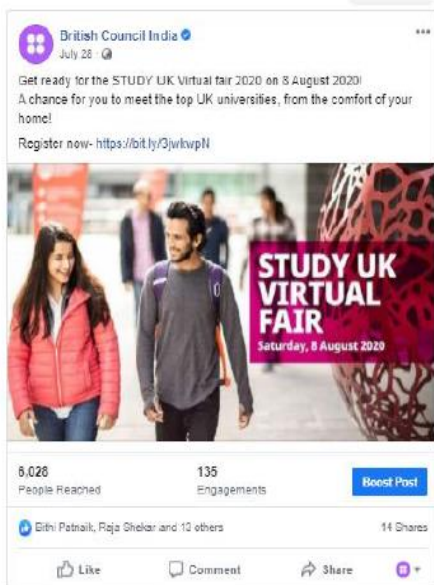 British Council India
July 28 ·
Get ready for the STUDY UK Virtual fair 2020 on 8 August 2020!
A chance for you to meet the top UK universities, from the comfort of your
home!
Register now- https://bit.ly/3jwkwpN
STUDY UK
VIRTUAL
FAIR
Saturday, 8 August 2020
6,028
People Reached
135
Engagements
Boost Post
Bithi Patnaik, Raja Shekar and 12 others
14 Shares
Like
Comment
Share